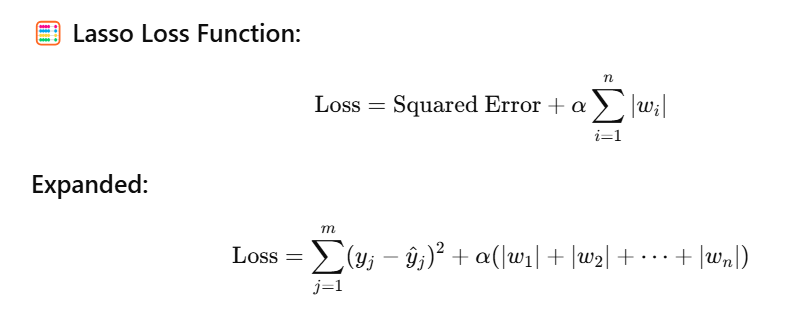 🧮 Lasso Loss Function:
Loss = Squared Error + α ∑_{i=1}^{n} |w_i|
Expanded:
Loss = ∑_{j=1}^{m} (y_j − ŷ_j)² + α(|w_1| + |w_2| + ⋯ + |w_n|)